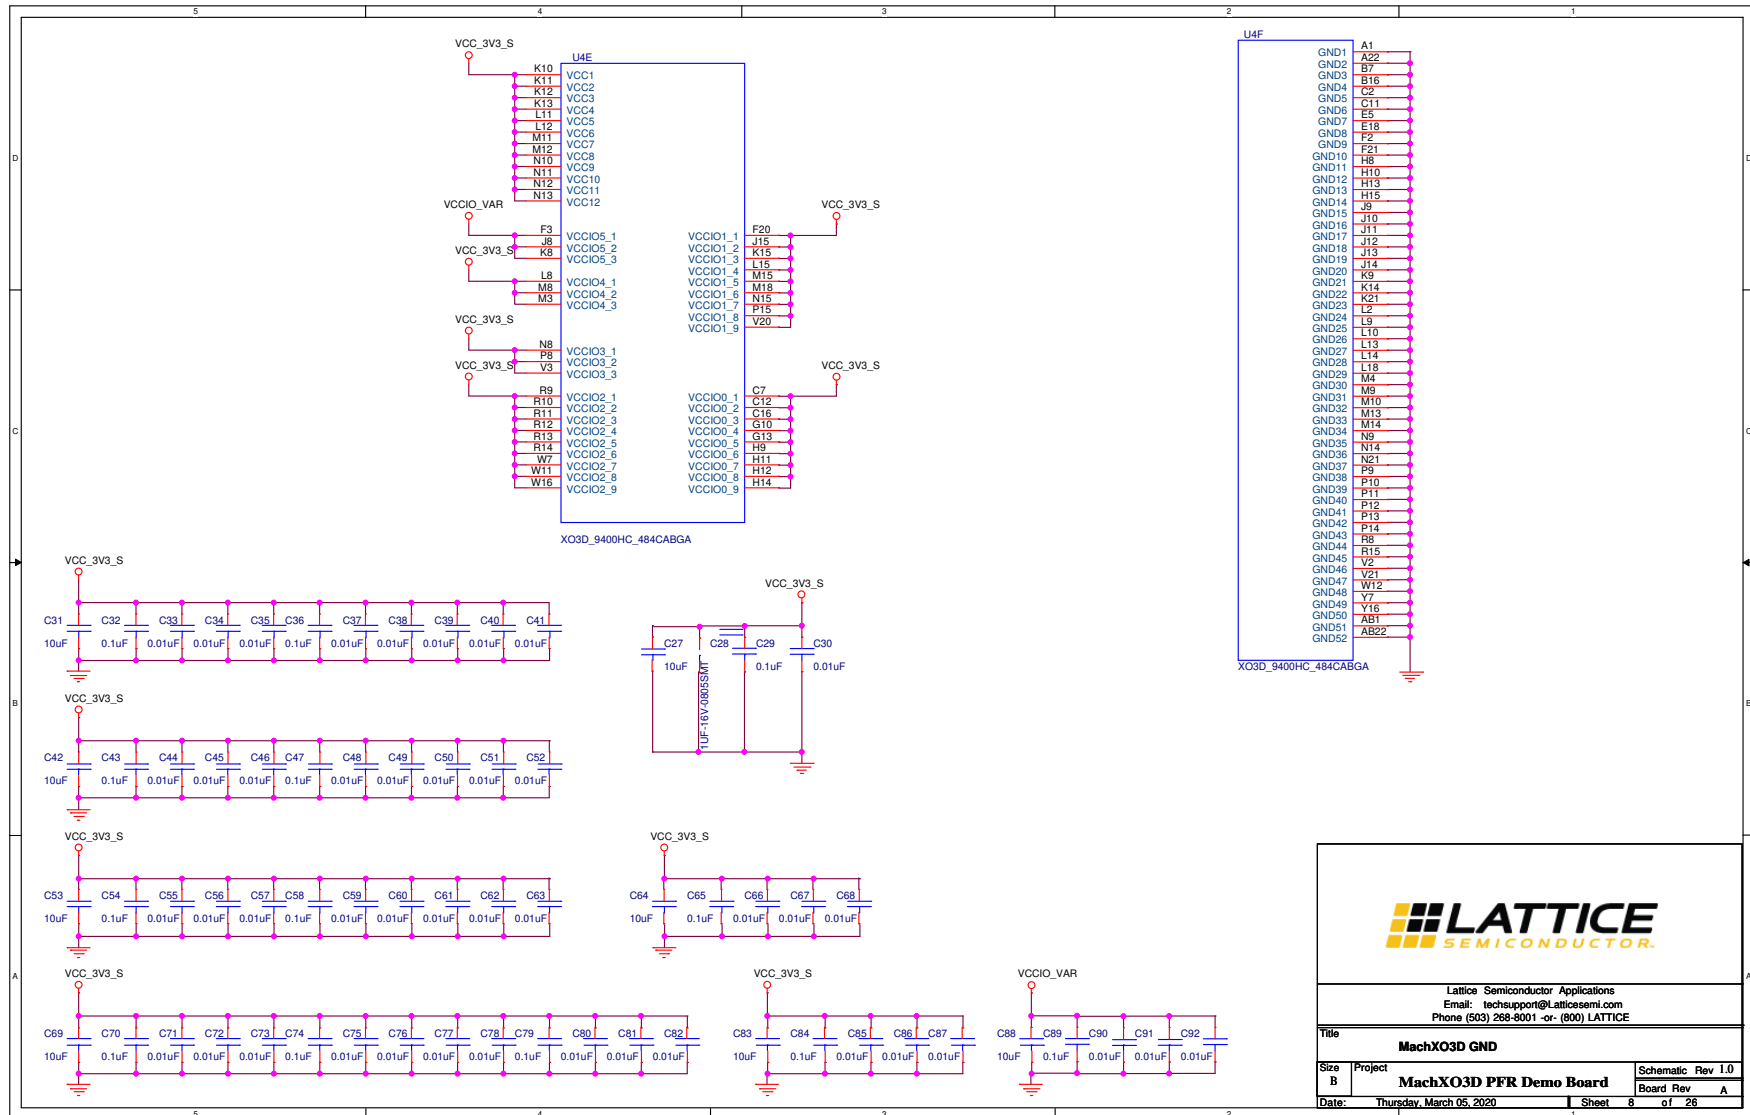 5 4 3 2 1
VCC_3V3_S
U4E
K10 VCC1
K11 VCC2
K12 VCC3
K13 VCC4
L11 VCC5
L12 VCC6
M11 VCC7
M12 VCC8
N10 VCC9
N11 VCC10
N12 VCC11
N13 VCC12
VCCIO_VAR
F3 VCCIO5_1
J8 VCCIO5_2
K8 VCCIO5_3
VCC_3V3_S
L8 VCCIO4_1
M8 VCCIO4_2
M3 VCCIO4_3
VCC_3V3_S
N8 VCCIO3_1
P8 VCCIO3_2
V3 VCCIO3_3
VCC_3V3_S
R9 VCCIO2_1
R10 VCCIO2_2
R11 VCCIO2_3
R12 VCCIO2_4
R13 VCCIO2_5
R14 VCCIO2_6
W7 VCCIO2_7
W11 VCCIO2_8
W16 VCCIO2_9
VCC_3V3_S
VCCIO1_1 F20
VCCIO1_2 J15
VCCIO1_3 K15
VCCIO1_4 L15
VCCIO1_5 M15
VCCIO1_6 M18
VCCIO1_7 N15
VCCIO1_8 P15
VCCIO1_9 V20
VCC_3V3_S
VCCIO0_1 C7
VCCIO0_2 C12
VCCIO0_3 C16
VCCIO0_4 G10
VCCIO0_5 G13
VCCIO0_6 H9
VCCIO0_7 H11
VCCIO0_8 H12
VCCIO0_9 H14
XO3D_9400HC_484CABGA
U4F
GND1 A1
GND2 A22
GND3 B7
GND4 B16
GND5 C2
GND6 C11
GND7 E5
GND8 E18
GND9 F2
GND10 F21
GND11 H8
GND12 H10
GND13 H13
GND14 H15
GND15 J9
GND16 J10
GND17 J11
GND18 J12
GND19 J13
GND20 J14
GND21 K9
GND22 K14
GND23 K21
GND24 L2
GND25 L9
GND26 L10
GND27 L13
GND28 L14
GND29 L18
GND30 M4
GND31 M9
GND32 M10
GND33 M13
GND34 M14
GND35 N9
GND36 N14
GND37 N21
GND38 P9
GND39 P10
GND40 P11
GND41 P12
GND42 P13
GND43 P14
GND44 R8
GND45 R15
GND46 V2
GND47 V21
GND48 W12
GND49 Y7
GND50 Y16
GND51 AB1
GND52 AB22
XO3D_9400HC_484CABGA
D D
C C
B B
A A
VCC_3V3_S
C31 C32 C33 C34 C35 C36 C37 C38 C39 C40 C41
10uF 0.1uF 0.01uF 0.01uF 0.01uF 0.1uF 0.01uF 0.01uF 0.01uF 0.01uF 0.01uF
VCC_3V3_S
C27 C28 C29 C30
10uF 0.1uF 0.01uF
1UF-16V-0805SMT
VCC_3V3_S
C42 C43 C44 C45 C46 C47 C48 C49 C50 C51 C52
10uF 0.1uF 0.01uF 0.01uF 0.01uF 0.1uF 0.01uF 0.01uF 0.01uF 0.01uF 0.01uF
VCC_3V3_S
C53 C54 C55 C56 C57 C58 C59 C60 C61 C62 C63
10uF 0.1uF 0.01uF 0.01uF 0.01uF 0.1uF 0.01uF 0.01uF 0.01uF 0.01uF 0.01uF
VCC_3V3_S
C64 C65 C66 C67 C68
10uF 0.1uF 0.01uF 0.01uF 0.01uF
VCC_3V3_S
C69 C70 C71 C72 C73 C74 C75 C76 C77 C78 C79 C80 C81 C82
10uF 0.1uF 0.01uF 0.01uF 0.01uF 0.1uF 0.01uF 0.01uF 0.01uF 0.01uF 0.1uF 0.01uF 0.01uF 0.01uF
VCC_3V3_S
C83 C84 C85 C86 C87
10uF 0.1uF 0.01uF 0.01uF 0.01uF
VCCIO_VAR
C88 C89 C90 C91 C92
10uF 0.1uF 0.01uF 0.01uF 0.01uF
LATTICE
SEMICONDUCTOR.
Lattice Semiconductor Applications
Email: techsupport@Latticesemi.com
Phone (503) 268-8001 -or- (800) LATTICE
Title
MachXO3D GND
Size Project Schematic Rev 1.0
B MachXO3D PFR Demo Board Board Rev A
Date: Thursday, March 05, 2020 Sheet 8 of 26
5 4 3 2 1